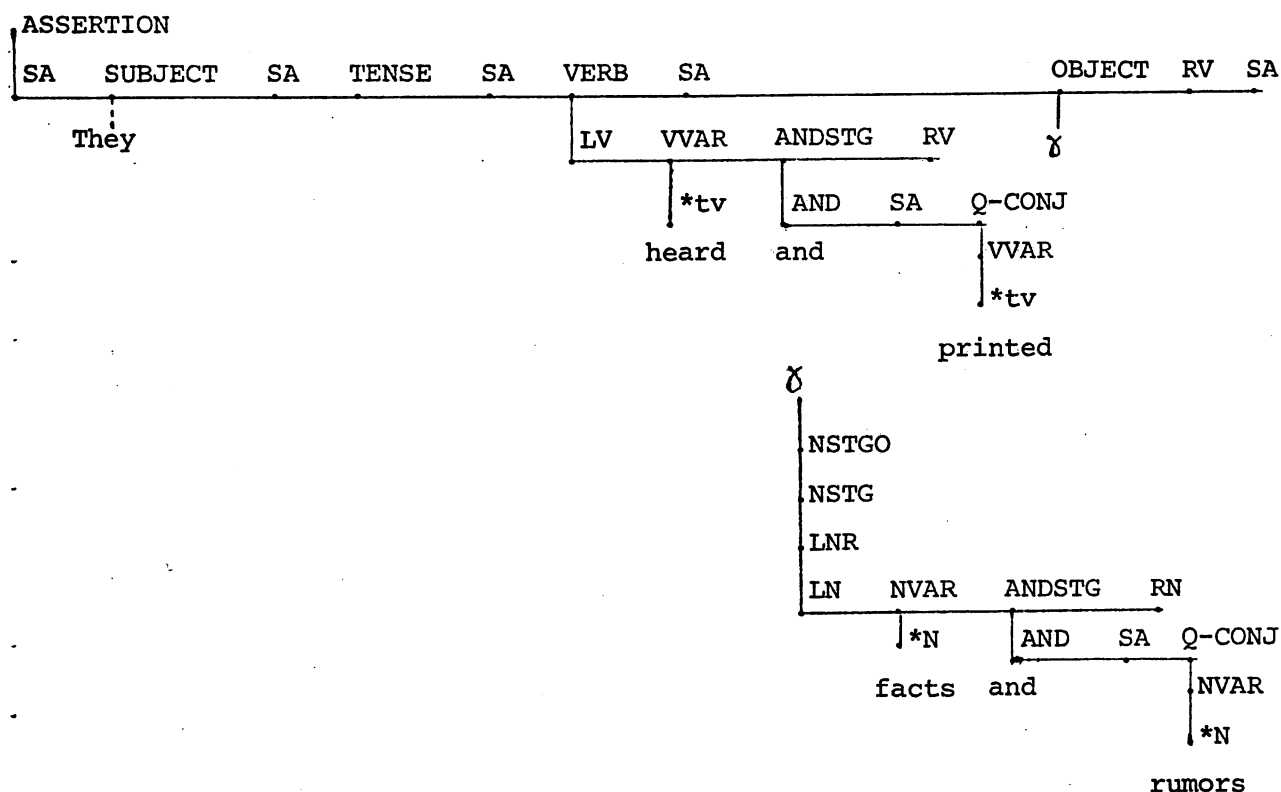 ASSERTION
SA SUBJECT SA TENSE SA VERB SA OBJECT RV SA
They ɣ
LV VVAR ANDSTG RV
*tv AND SA Q-CONJ
heard and VVAR
*tv
printed
ɣ
NSTGO
NSTG
LNR
LN NVAR ANDSTG RN
*N AND SA Q-CONJ
facts and NVAR
*N
rumors